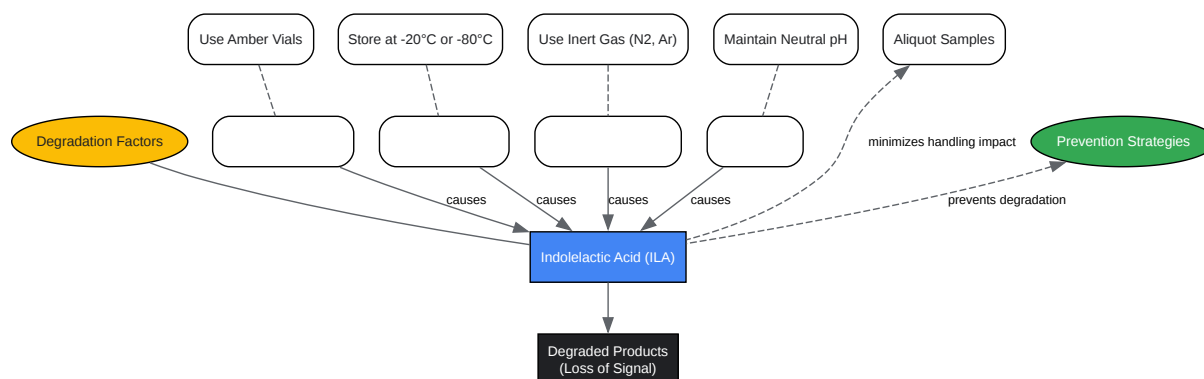 Use Amber Vials
Store at -20°C or -80°C
Use Inert Gas (N2, Ar)
Maintain Neutral pH
Aliquot Samples
Degradation Factors
minimizes handling impact
Prevention Strategies
causes
causes
causes
causes
prevents degradation
Indolelactic Acid (ILA)
Degraded Products
(Loss of Signal)